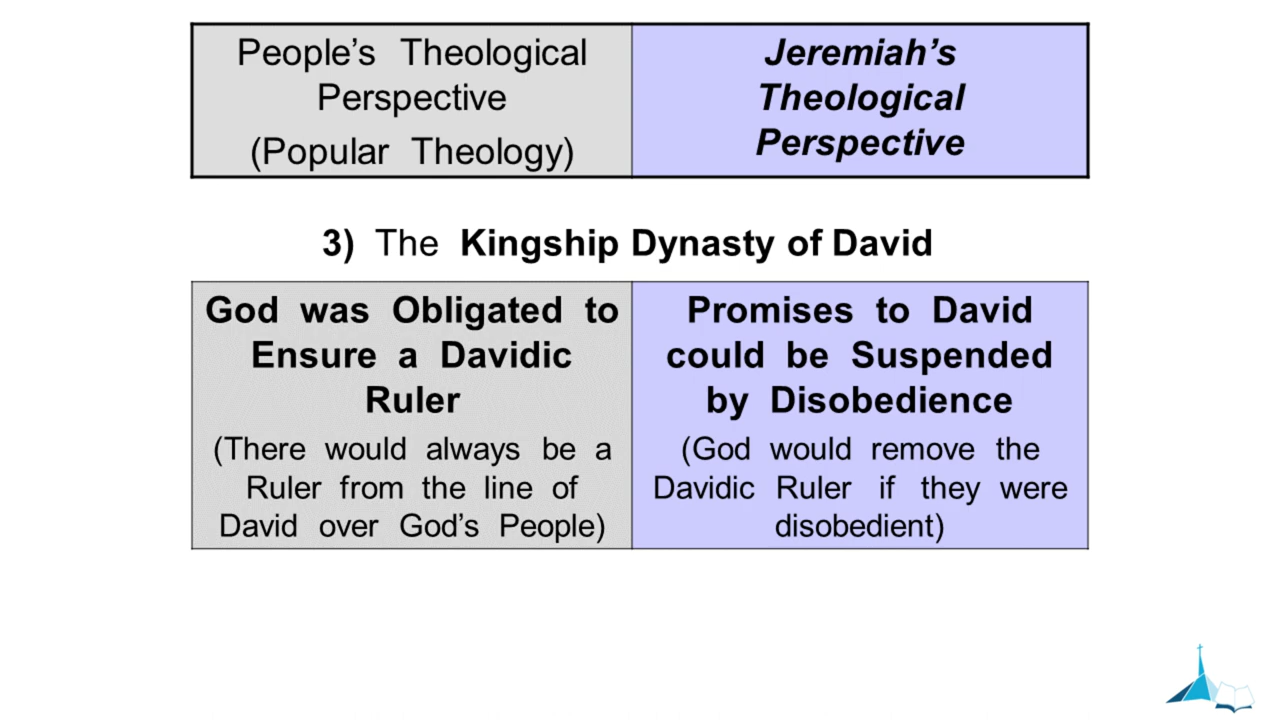 People’s Theological
Perspective
(Popular Theology)
Jeremiah’s
Theological
Perspective
3) The Kingship Dynasty of David
God was Obligated to
Ensure a Davidic
Ruler
(There would always be a
Ruler from the line of
David over God’s People)
Promises to David
could be Suspended
by Disobedience
(God would remove the
Davidic Ruler if they were
disobedient)